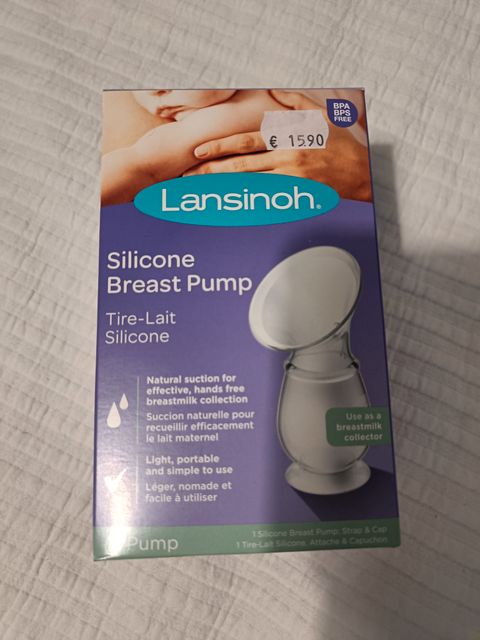 BPA
BPS
FREE
€ 15.90
Lansinoh®
Silicone
Breast Pump
Tire-Lait
Silicone
Natural suction for
effective, hands free
breastmilk collection
Succion naturelle pour
recueillir efficacement
le lait maternel
Light, portable
and simple to use
Léger, nomade et
facile à utiliser
Use as a
breastmilk
collector
Pump
1 Silicone Breast Pump, Strap & Cap
1 Tire-Lait Silicone, Attache & Capuchon